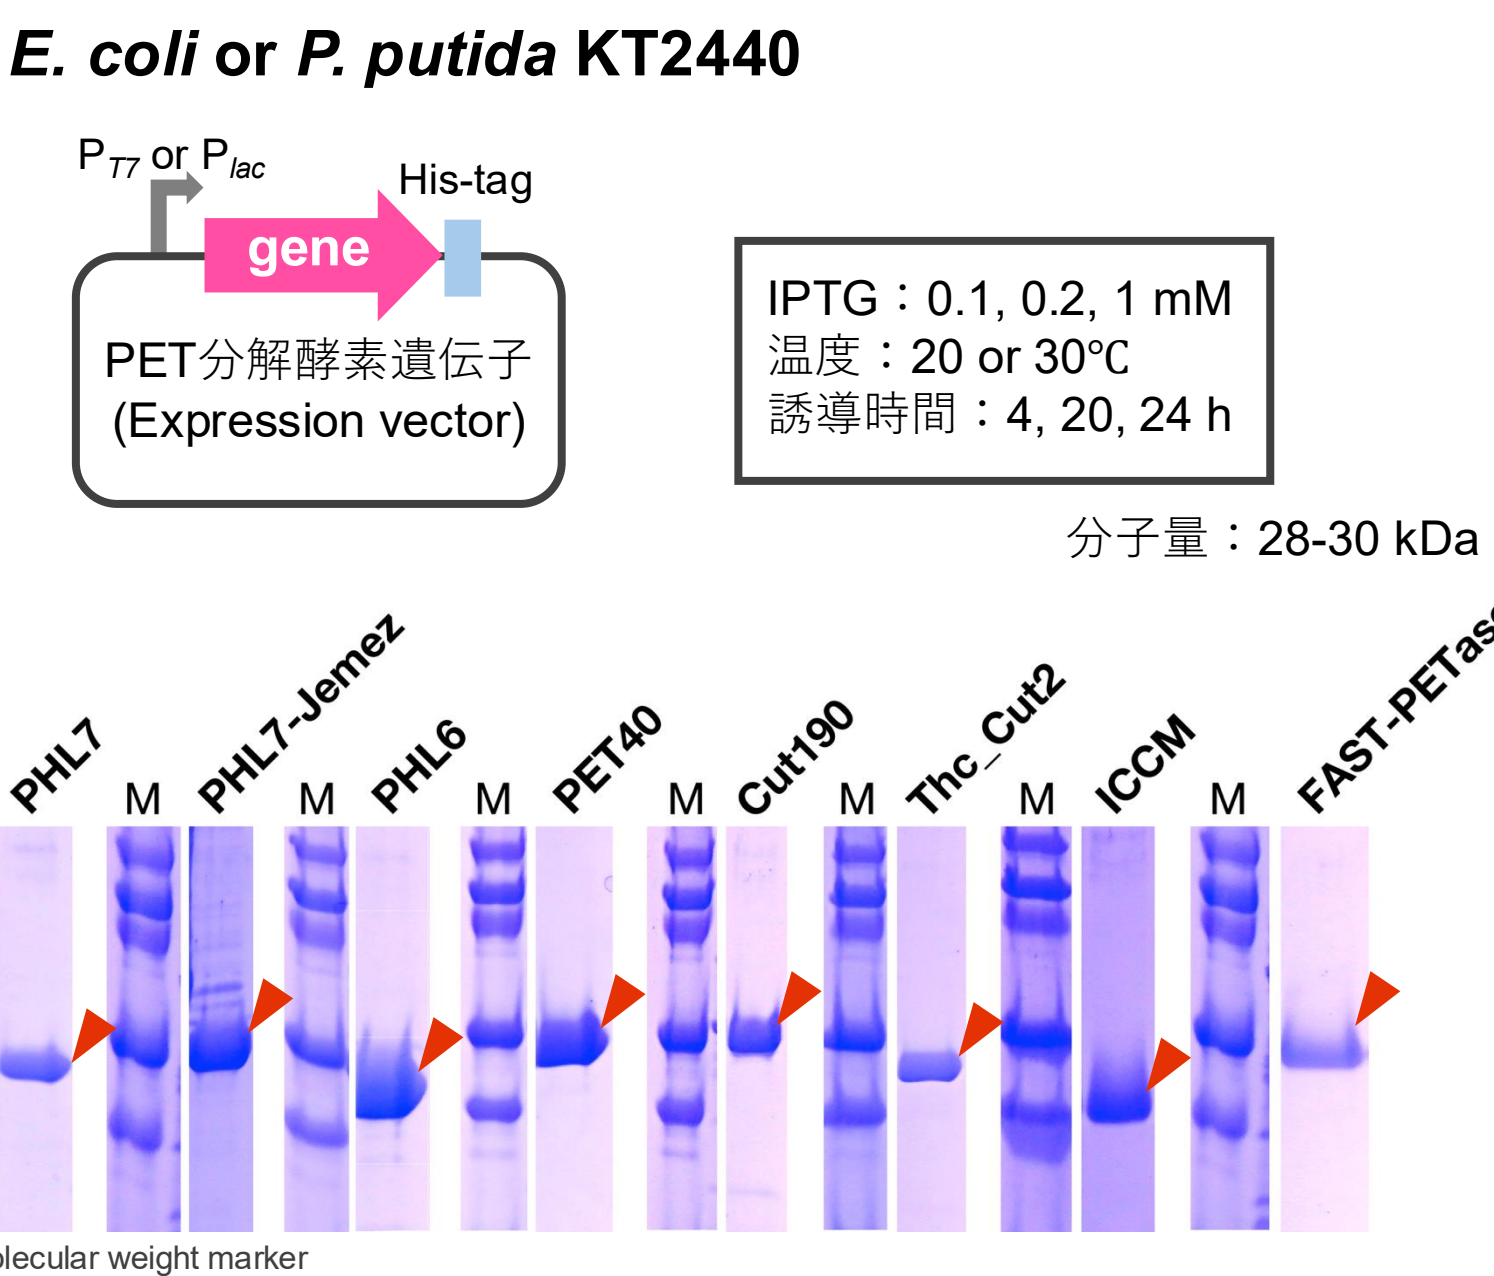 E. coli or P. putida KT2440
PT7 or Plac
His-tag
gene
PET分解酵素遺伝子
(Expression vector)
IPTG：0.1, 0.2, 1 mM
温度：20 or 30℃
誘導時間：4, 20, 24 h
分子量：28-30 kDa
PHL7
M
PHL7-Jemez
M
PHL6
M
PET40
M
Cut190
M
Thc_Cut2
M
ICCM
M
FAST-PETas
lecular weight marker